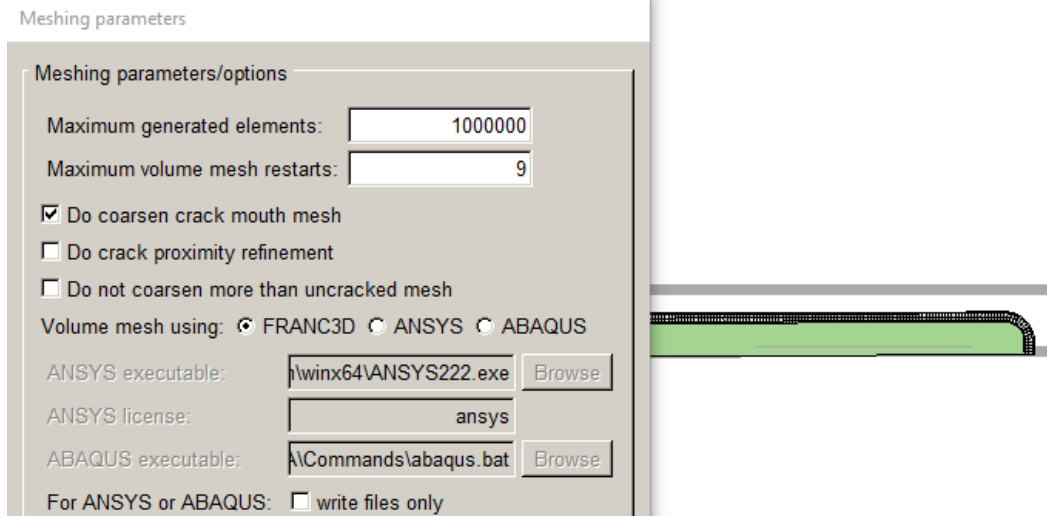 Meshing parameters
Meshing parameters/options
Maximum generated elements: 1000000
Maximum volume mesh restarts: 9
Do coarsen crack mouth mesh
Do crack proximity refinement
Do not coarsen more than uncracked mesh
Volume mesh using: FRANC3D ANSYS ABAQUS
ANSYS executable: \winx64\ANSYS222.exe Browse
ANSYS license: ansys
ABAQUS executable: \Commands\abaqus.bat Browse
For ANSYS or ABAQUS: write files only